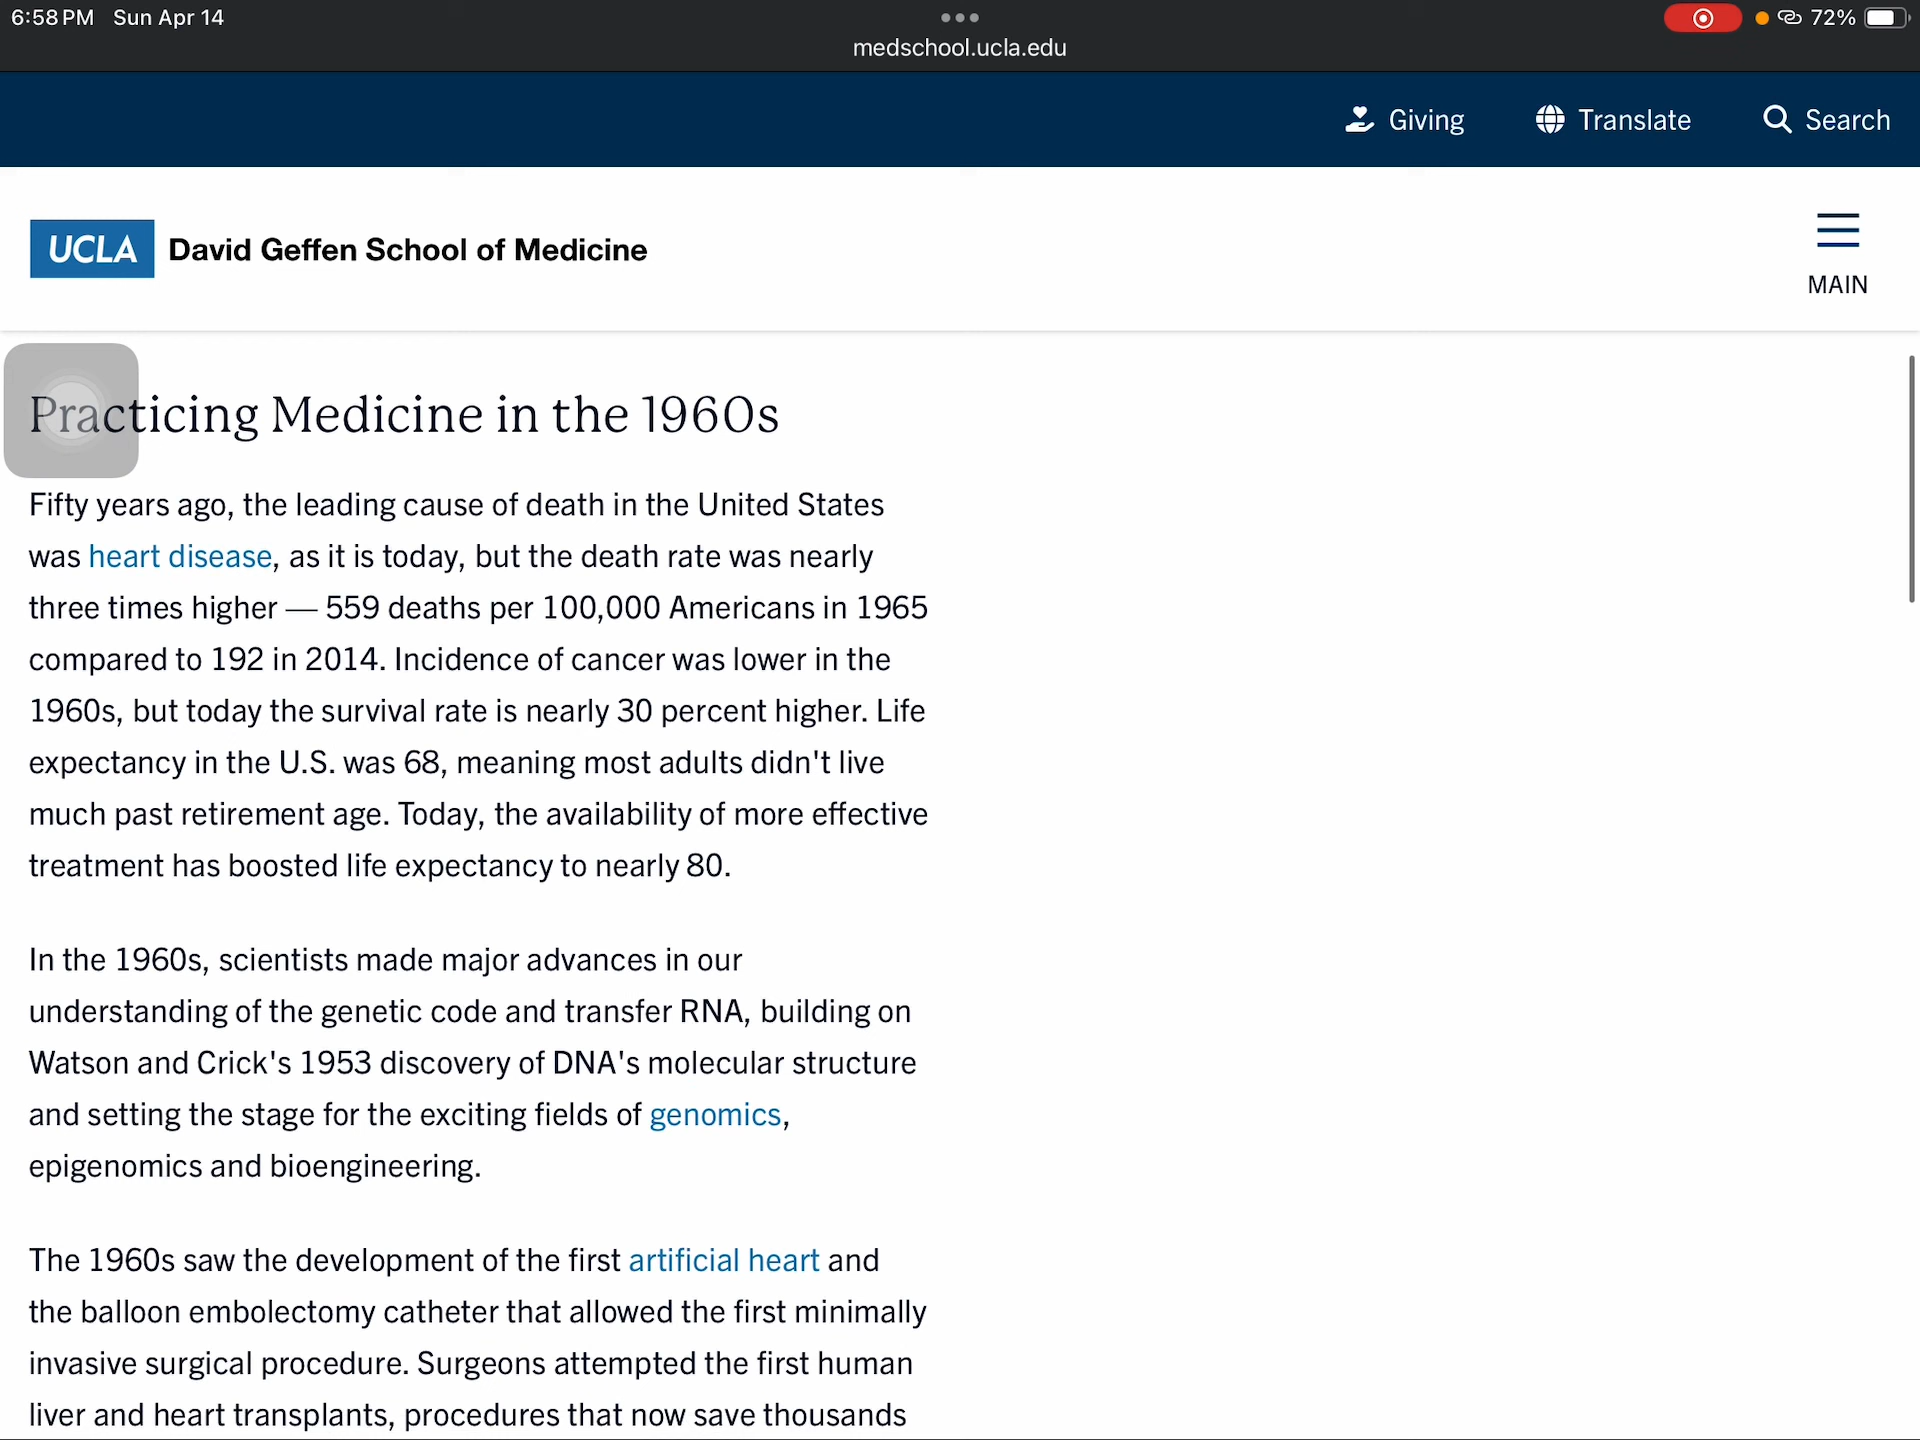 6:58 PM Sun Apr 14
72%
medschool.ucla.edu
Giving
Translate
Search
UCLA David Geffen School of Medicine
MAIN
Practicing Medicine in the 1960s
Fifty years ago, the leading cause of death in the United States
was heart disease, as it is today, but the death rate was nearly
three times higher — 559 deaths per 100,000 Americans in 1965
compared to 192 in 2014. Incidence of cancer was lower in the
1960s, but today the survival rate is nearly 30 percent higher. Life
expectancy in the U.S. was 68, meaning most adults didn't live
much past retirement age. Today, the availability of more effective
treatment has boosted life expectancy to nearly 80.
In the 1960s, scientists made major advances in our
understanding of the genetic code and transfer RNA, building on
Watson and Crick's 1953 discovery of DNA's molecular structure
and setting the stage for the exciting fields of genomics,
epigenomics and bioengineering.
The 1960s saw the development of the first artificial heart and
the balloon embolectomy catheter that allowed the first minimally
invasive surgical procedure. Surgeons attempted the first human
liver and heart transplants, procedures that now save thousands